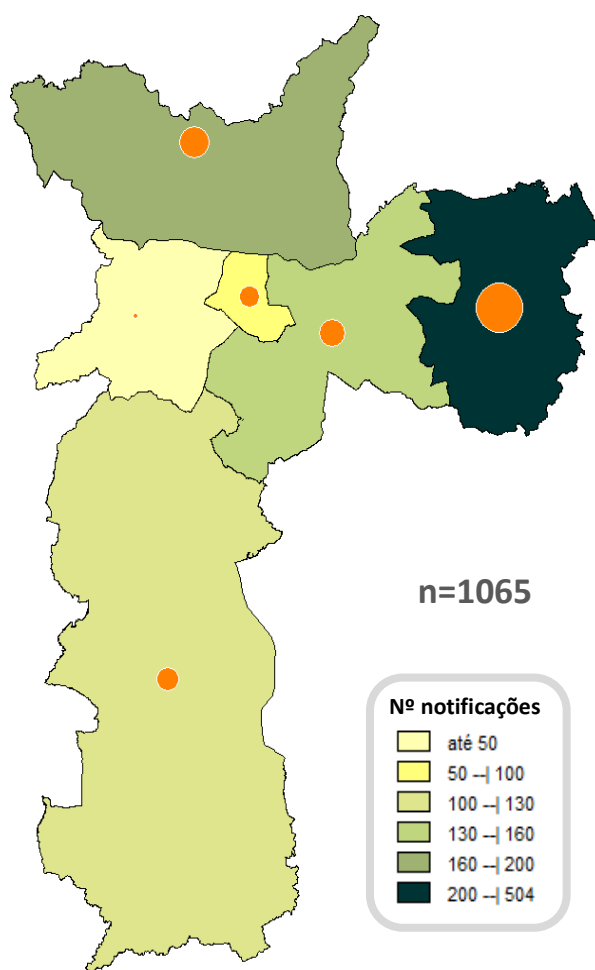 n=1065
Nº notificações
até 50
50 --| 100
100 --| 130
130 --| 160
160 --| 200
200 --| 504